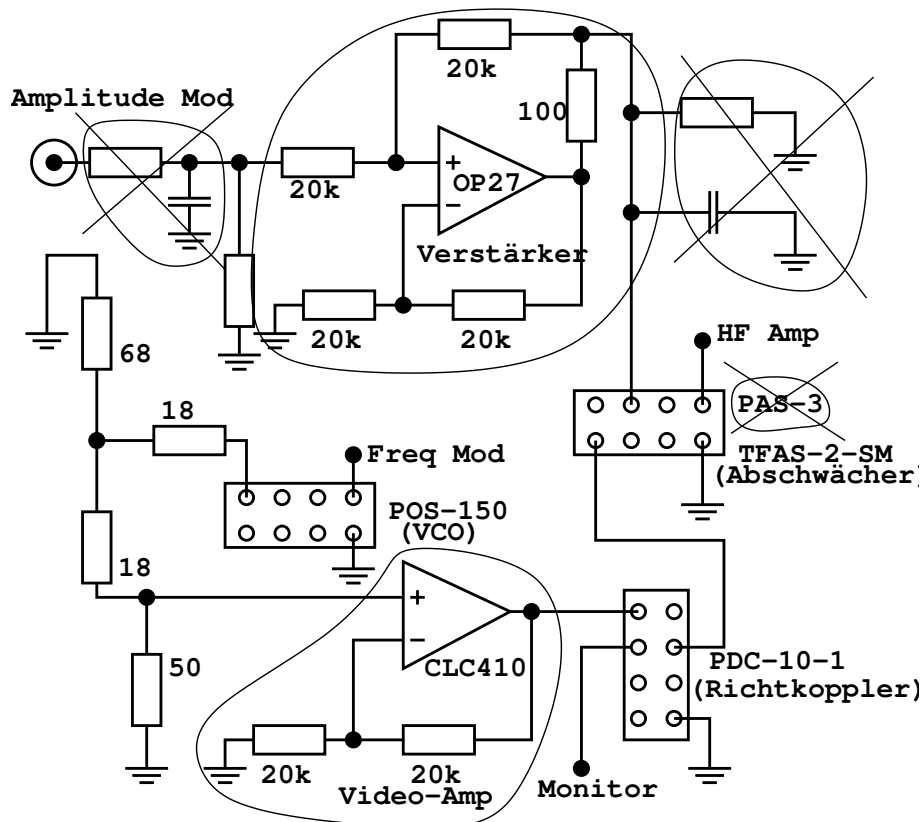 20k
Amplitude Mod
100
+
OP27
−
20k
Verstärker
20k
20k
HF Amp
68
PAS−3
18
TFAS−2−SM
(Abschwächer)
Freq Mod
POS−150
(VCO)
18
+
−
CLC410
50
PDC−10−1
(Richtkoppler)
20k
20k
Video−Amp
Monitor